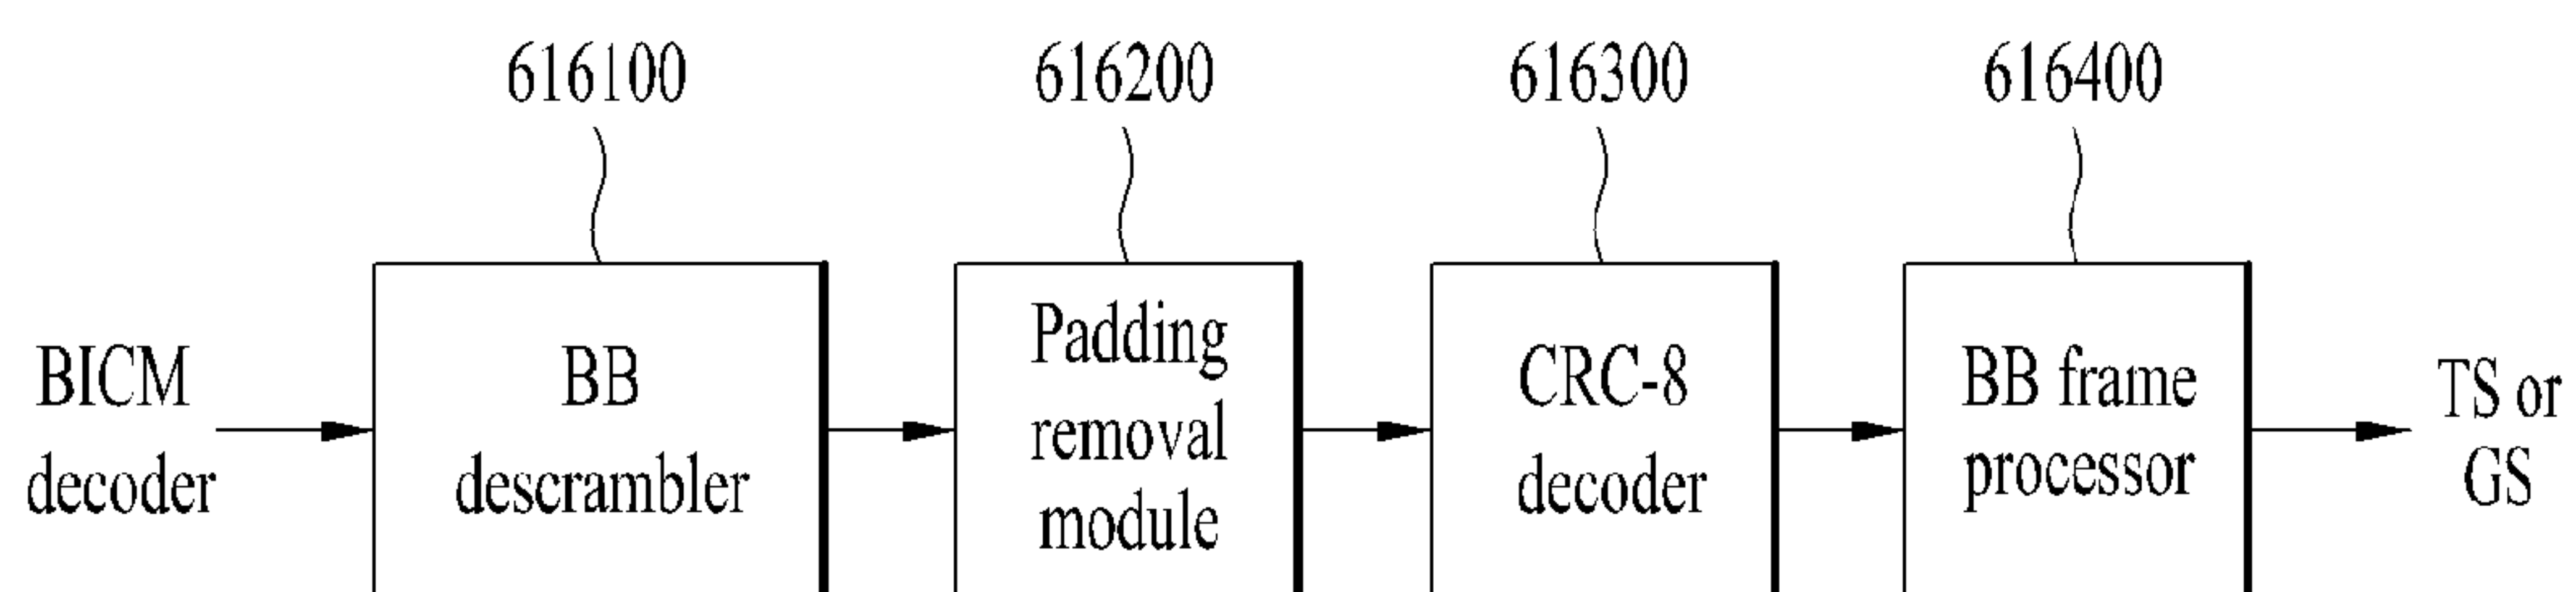 616100
616200
616300
616400
BICM
decoder
BB
descrambler
Padding
removal
module
CRC-8
decoder
BB frame
processor
TS or
GS